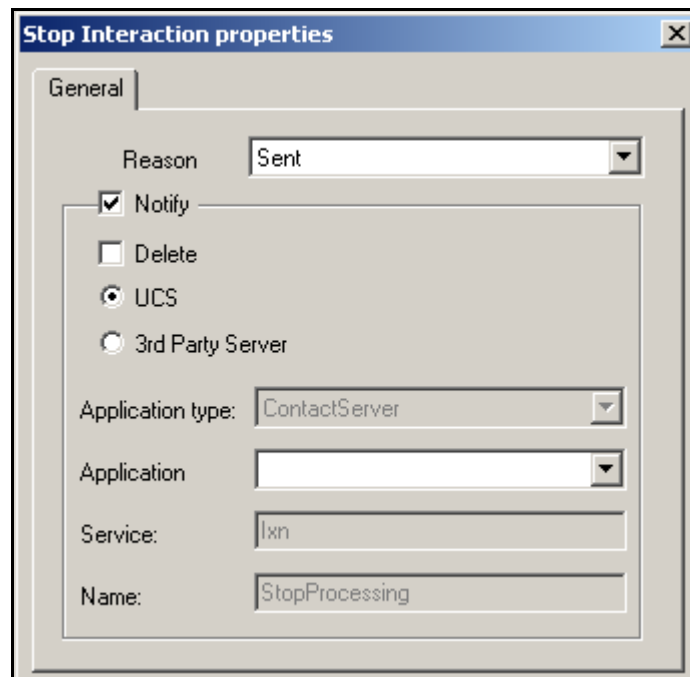 Stop Interaction properties
General
Reason Sent
Notify
Delete
UCS
3rd Party Server
Application type: ContactServer
Application
Service: Ixn
Name: StopProcessing